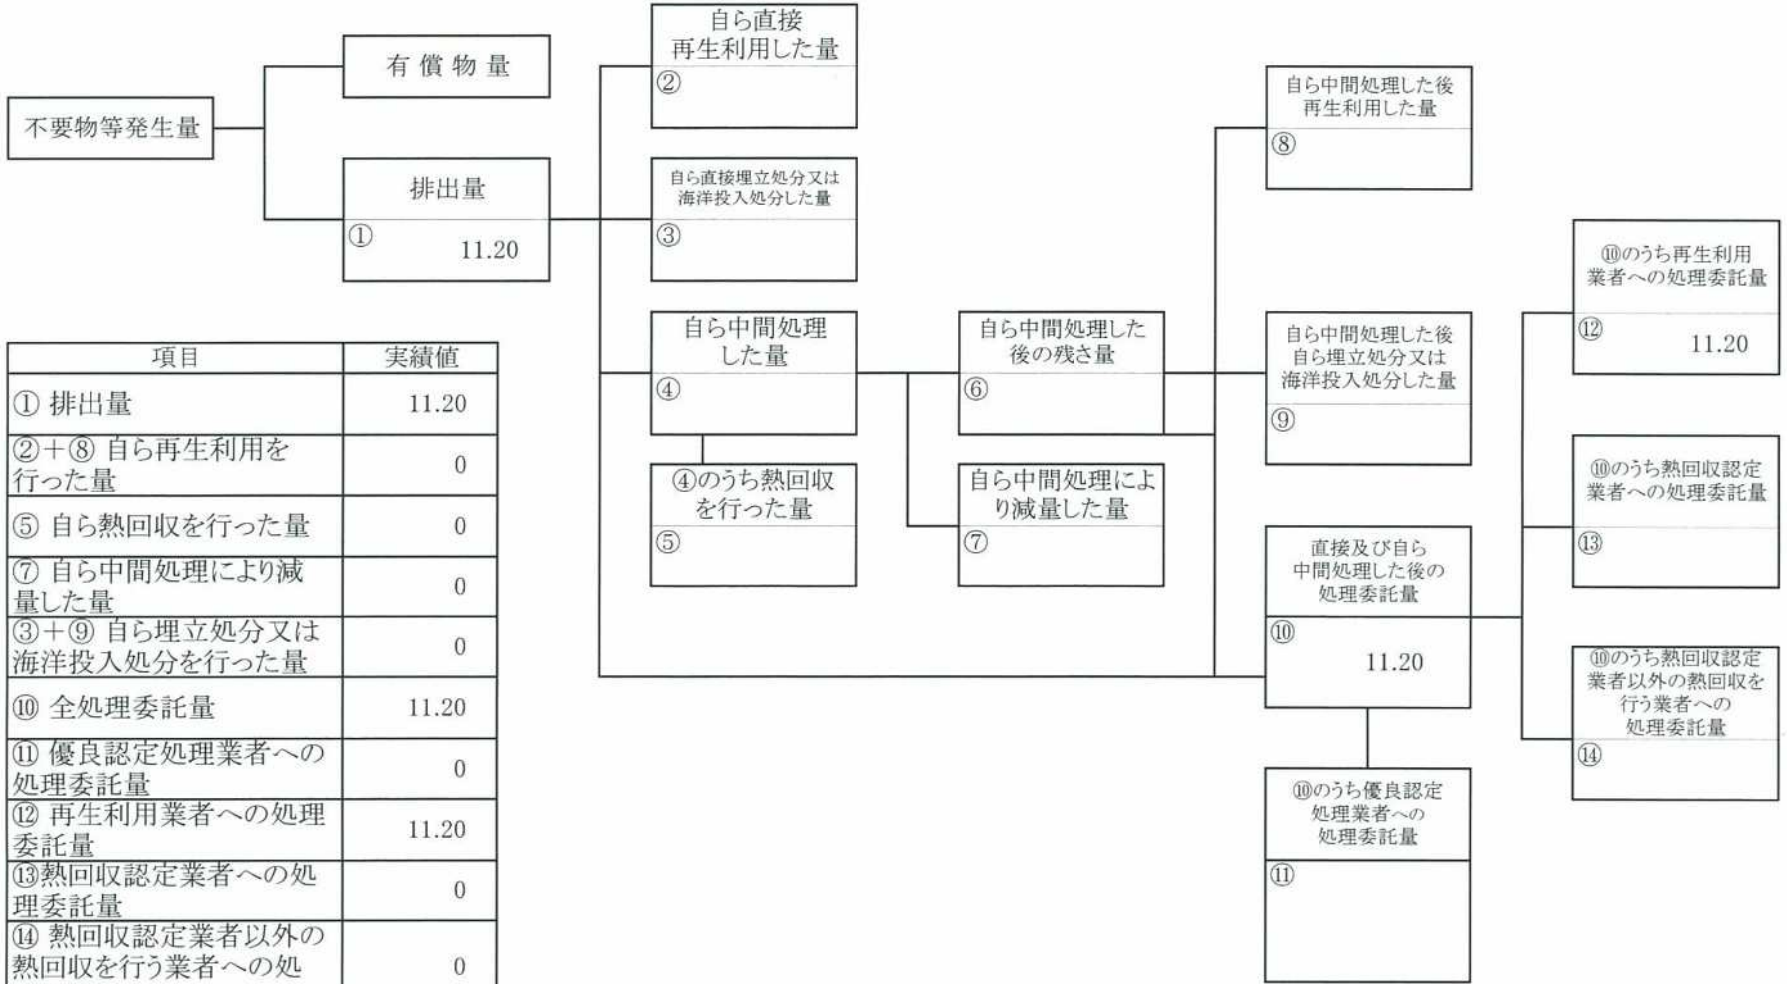 不要物等発生量
有償物量
排出量
①
11.20
自ら直接
再生利用した量
②
自ら直接埋立処分又は
海洋投入処分した量
③
自ら中間処理
した量
④
④のうち熱回収
を行った量
⑤
自ら中間処理した
後の残さ量
⑥
自ら中間処理によ
り減量した量
⑦
自ら中間処理した後
再生利用した量
⑧
自ら中間処理した後
自ら埋立処分又は
海洋投入処分した量
⑨
直接及び自ら
中間処理した後の
処理委託量
⑩
11.20
⑩のうち優良認定
処理業者への
処理委託量
⑪
⑩のうち再生利用
業者への処理委託量
⑫
11.20
⑩のうち熱回収認定
業者への処理委託量
⑬
⑩のうち熱回収認定
業者以外の熱回収を
行う業者への
処理委託量
⑭
項目 実績値
① 排出量 11.20
②+⑧ 自ら再生利用を
行った量 0
⑤ 自ら熱回収を行った量 0
⑦ 自ら中間処理により減
量した量 0
③+⑨ 自ら埋立処分又は
海洋投入処分を行った量 0
⑩ 全処理委託量 11.20
⑪ 優良認定処理業者への
処理委託量 0
⑫ 再生利用業者への処理
委託量 11.20
⑬熱回収認定業者への処
理委託量 0
⑭ 熱回収認定業者以外の
熱回収を行う業者への処 0